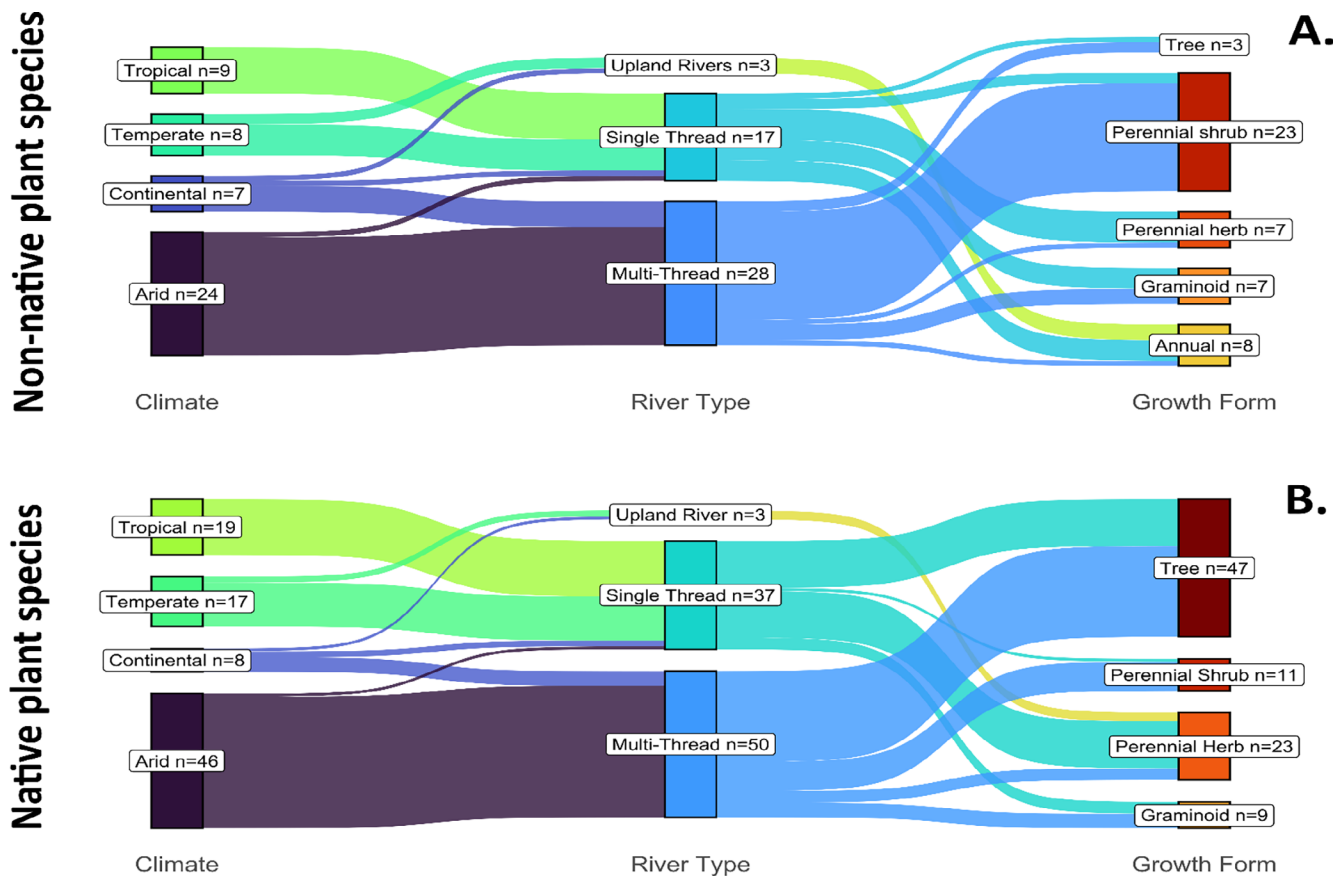 Non-native plant species
A.
Tropical n=9
Temperate n=8
Continental n=7
Arid n=24
Upland Rivers n=3
Single Thread n=17
Multi-Thread n=28
Tree n=3
Perennial shrub n=23
Perennial herb n=7
Graminoid n=7
Annual n=8
Climate
River Type
Growth Form
Native plant species
B.
Tropical n=19
Temperate n=17
Continental n=8
Arid n=46
Upland River n=3
Single Thread n=37
Multi-Thread n=50
Tree n=47
Perennial Shrub n=11
Perennial Herb n=23
Graminoid n=9
Climate
River Type
Growth Form